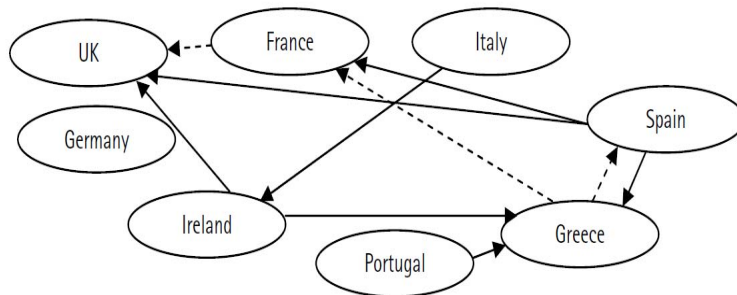 UK
France
Italy
Spain
Germany
Ireland
Greece
Portugal